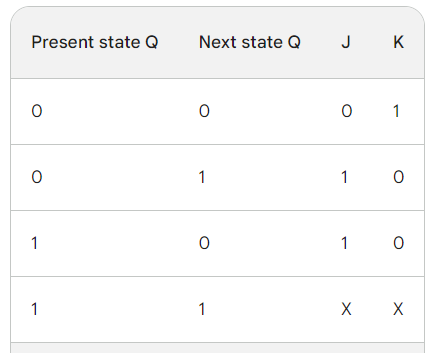 Present state Q Next state Q J K
0 0 0 1
0 1 1 0
1 0 1 0
1 1 X X